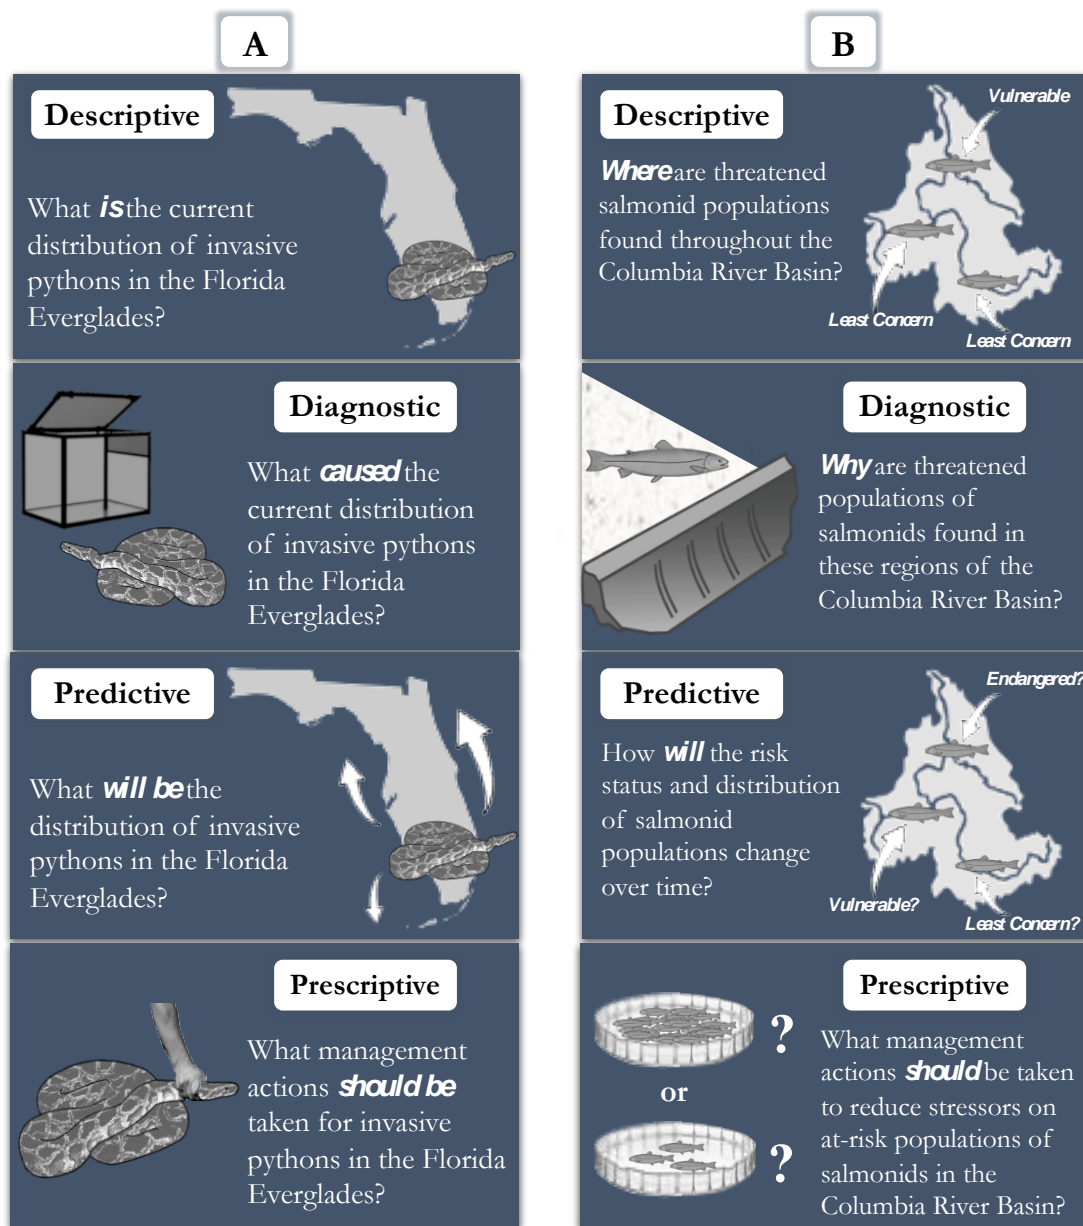 A
Descriptive
What is the current
distribution of invasive
pythons in the Florida
Everglades?
Diagnostic
What caused the
current distribution
of invasive pythons
in the Florida
Everglades?
Predictive
What will be the
distribution of invasive
pythons in the Florida
Everglades?
Prescriptive
What management
actions should be
taken for invasive
pythons in the Florida
Everglades?
B
Descriptive
Where are threatened
salmonid populations
found throughout the
Columbia River Basin?
Vulnerable
Least Concern
Least Concern
Diagnostic
Why are threatened
populations of
salmonids found in
these regions of the
Columbia River Basin?
Predictive
How will the risk
status and distribution
of salmonid
populations change
over time?
Endangered?
Vulnerable?
Least Concern?
Prescriptive
?
or
?
What management
actions should be taken
to reduce stressors on
at-risk populations of
salmonids in the
Columbia River Basin?